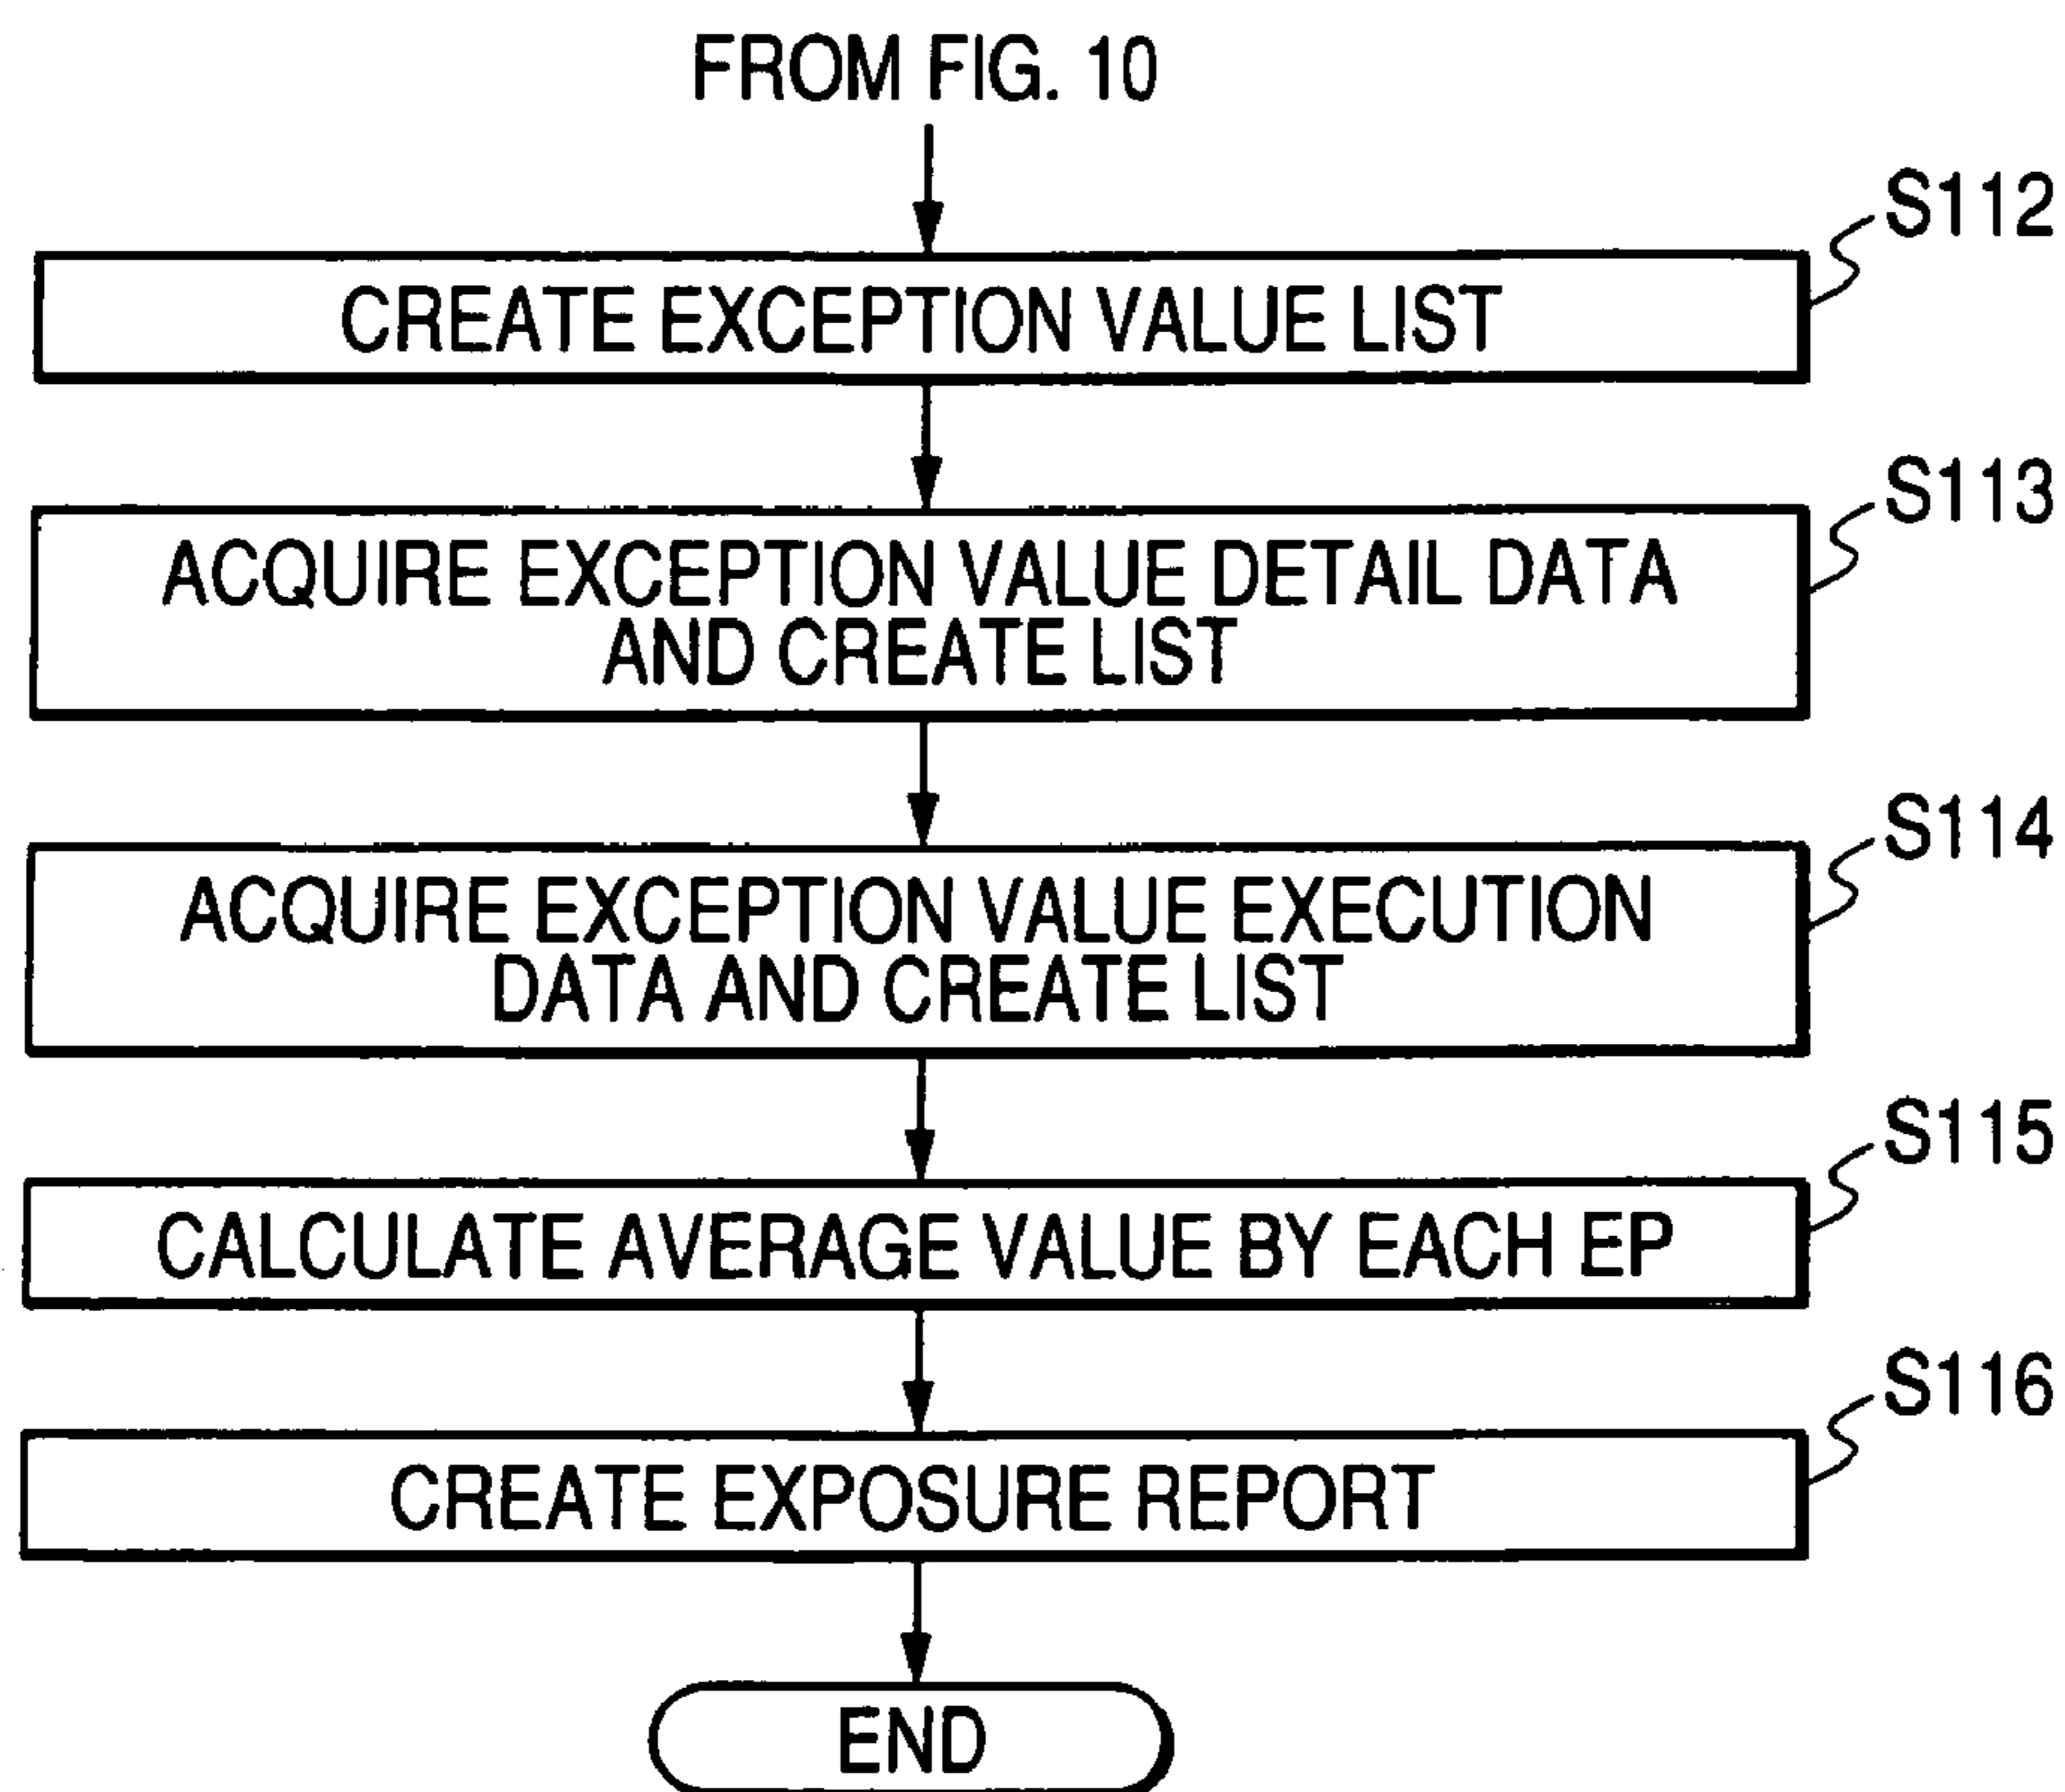 FROM FIG. 10
S112
CREATE EXCEPTION VALUE LIST
S113
ACQUIRE EXCEPTION VALUE DETAIL DATA
AND CREATE LIST
S114
ACQUIRE EXCEPTION VALUE EXECUTION
DATA AND CREATE LIST
S115
CALCULATE AVERAGE VALUE BY EACH EP
S116
CREATE EXPOSURE REPORT
END